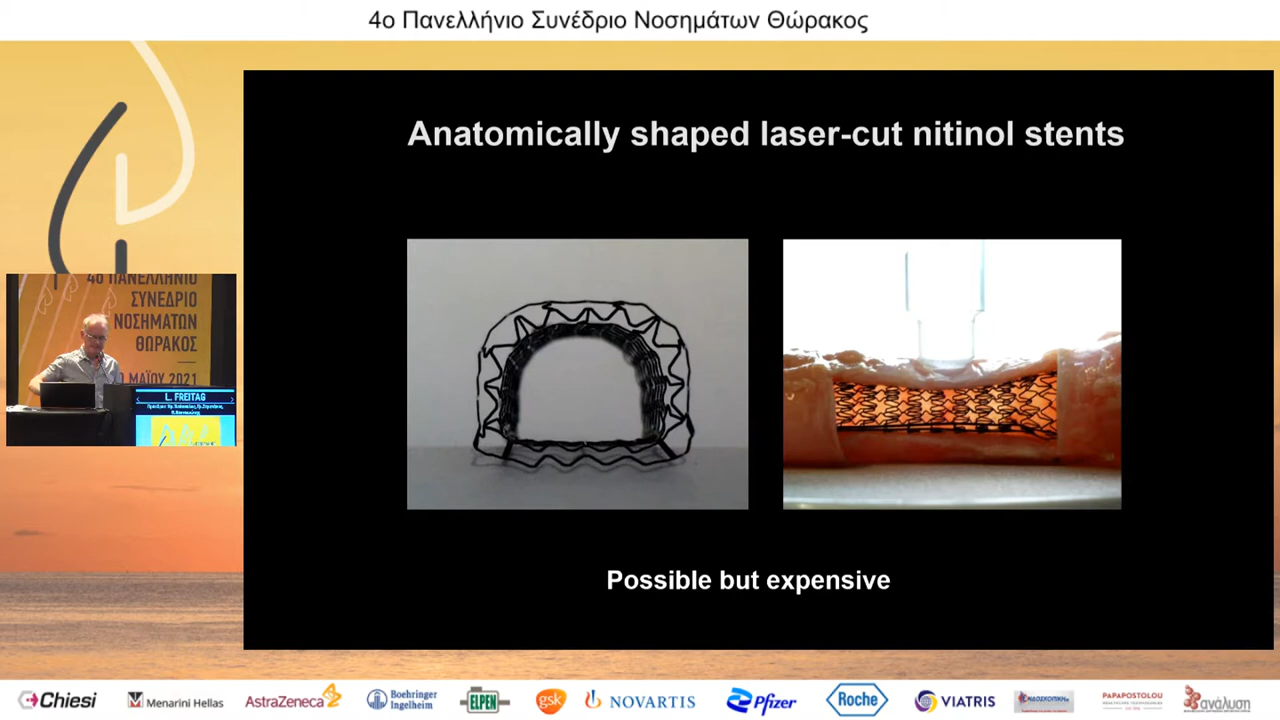 4ο Πανελλήνιο Συνέδριο Νοσημάτων Θώρακος
Anatomically shaped laser-cut nitinol stents
Possible but expensive
4ο ΠΑΝΕΛΛΗΝΙΟ
ΣΥΝΕΔΡΙΟ
ΝΟΣΗΜΑΤΩΝ
ΘΩΡΑΚΟΣ
ΜΑΪΟΥ 2021
L. FREITAG
Chiesi
Menarini Hellas
AstraZeneca
Boehringer
Ingelheim
ELPEN
gsk
NOVARTIS
Pfizer
Roche
VIATRIS
PAPAPOSTOLOU
ανάλυση